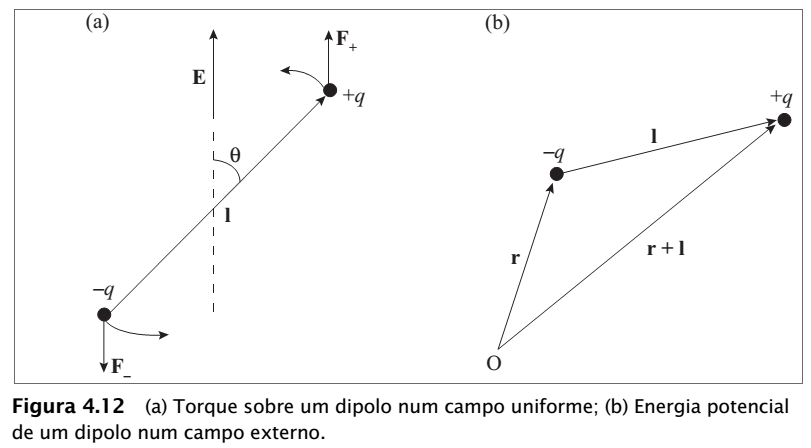 (a)
(b)
F₊
E
+q
θ
l
−q
F₋
+q
−q
l
r
r + l
O
Figura 4.12 (a) Torque sobre um dipolo num campo uniforme; (b) Energia potencial
de um dipolo num campo externo.